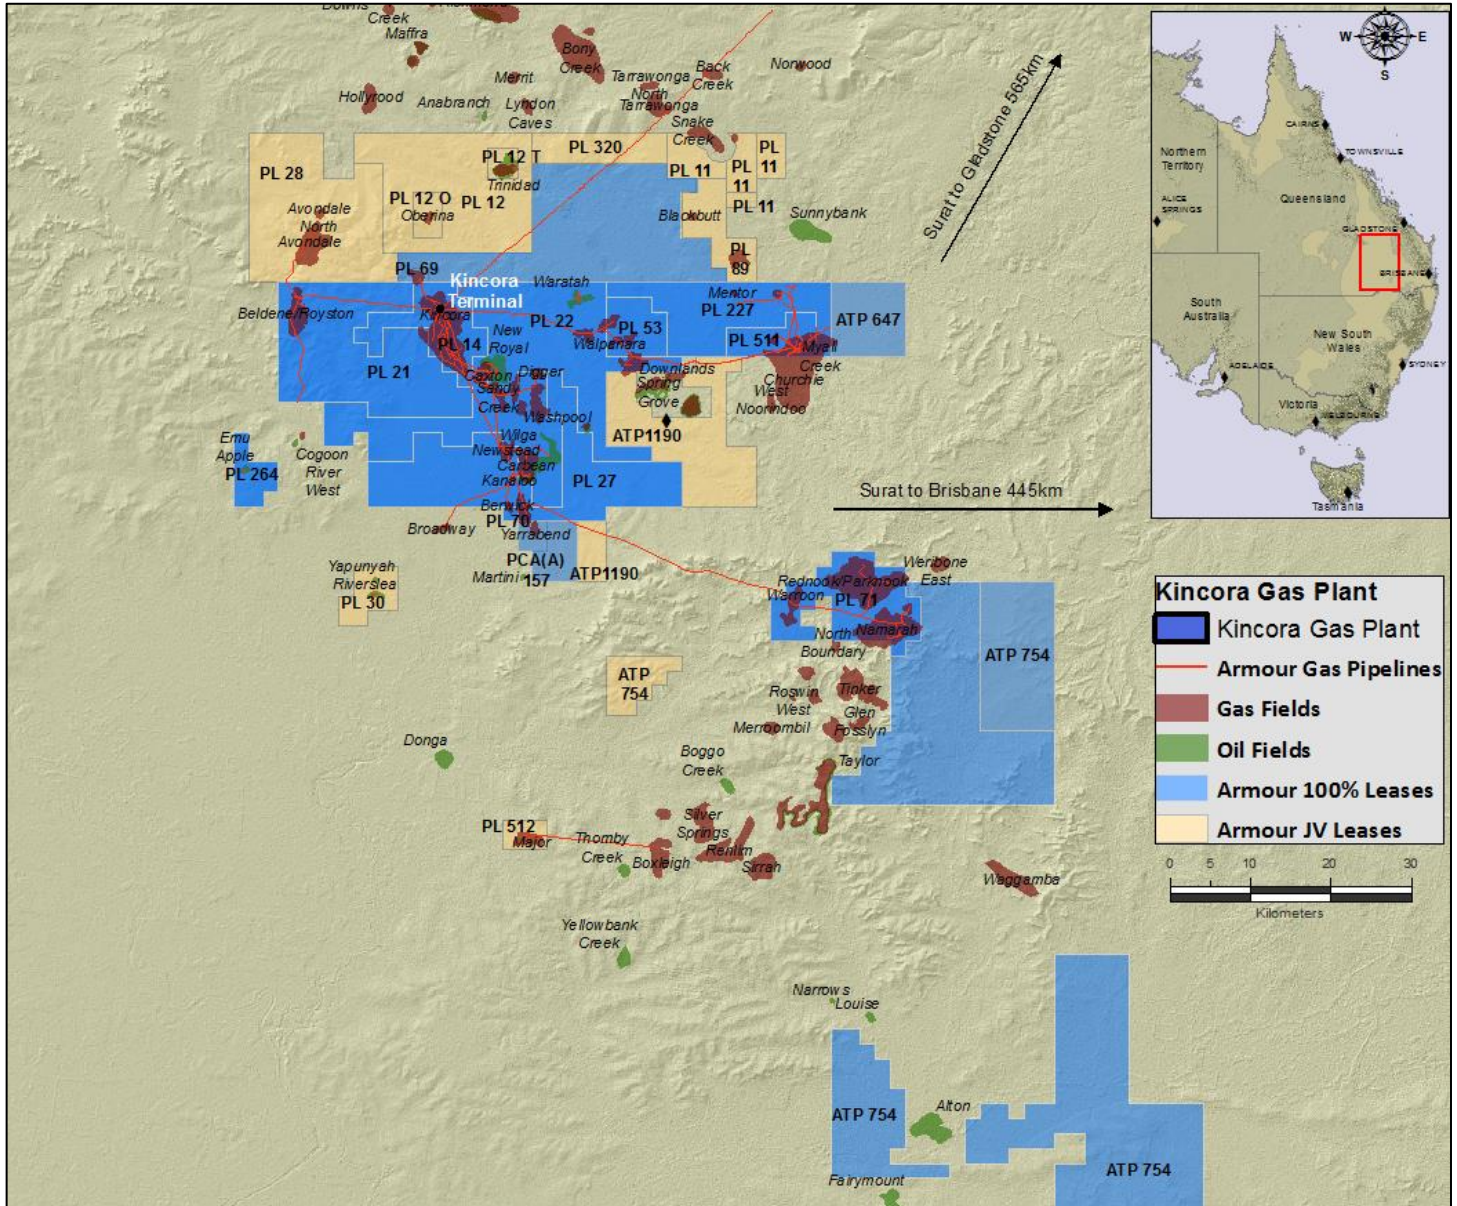 Creek
Maffra
Bony
Creek
Merrit
Hollyrood
Anabranch
Lyndon
Caves
Tarrawonga
North
Tarrawonga
Back
Creek
Norwood
Snake
Creek
Surat to Gladstone 565km
PL 28
PL 12 T
Trinidad
PL 320
PL 11
PL
11
PL
11
PL 11
PL 12 O
Oberina
PL 12
Avondale
North
Avondale
Blackbutt
Sunnybank
PL
89
PL 69
Kincora
Terminal
Kincora
Waratah
Mentor
PL 227
Beldene/Royston
PL 22
PL 53
ATP 647
New
Royal
PL 14
Walpanara
PL 511
Myall
Creek
PL 21
Caxton
Sandy
Creek
Digger
Downlands
Spring
Grove
Churchie
West
Noorindoo
Washpool
ATP1190
Emu
Apple
PL 264
Cogoon
River
West
Wilga
Newstead
Carbean
Kanaloo
PL 27
Berwick
PL 70
Yarrabend
Broadway
Surat to Brisbane 445km
PCA(A)
157
Martini
ATP1190
Yapunyah
Riverslea
PL 30
Rednook/Parknook
Warroon
PL 71
Weribone
East
Namarah
North
Boundary
ATP 754
ATP
754
Roswin
West
Tinker
Glen
Fosslyn
Merroombil
Donga
Boggo
Creek
Taylor
PL 512
Major
Thomby
Creek
Silver
Springs
Renlim
Boxleigh
Sirrah
Waggamba
Yellowbank
Creek
Narrows
Louise
ATP 754
Alton
ATP 754
Fairymount
N
W
E
S
CAIRNS
TOWNSVILLE
Northern
Territory
ALICE
SPRINGS
Queensland
GLADSTONE
BRISBANE
South
Australia
New South
Wales
ADELAIDE
SYDNEY
Victoria
MELBOURNE
Tasmania
Kincora Gas Plant
Kincora Gas Plant
Armour Gas Pipelines
Gas Fields
Oil Fields
Armour 100% Leases
Armour JV Leases
0 5 10 20 30
Kilometers